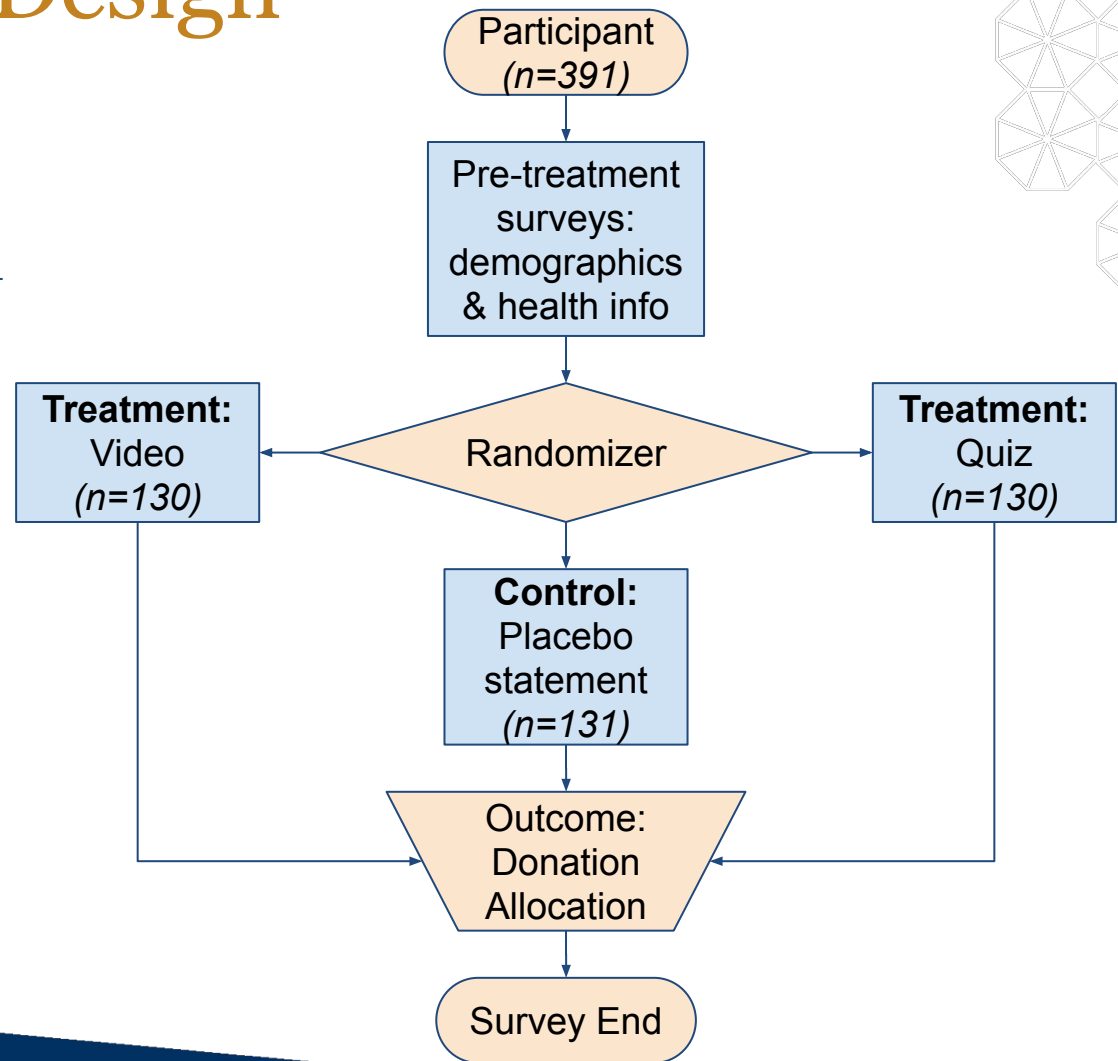 Design
Participant
(n=391)
Pre-treatment
surveys:
demographics
& health info
Randomizer
Treatment:
Video
(n=130)
Treatment:
Quiz
(n=130)
Control:
Placebo
statement
(n=131)
Outcome:
Donation
Allocation
Survey End